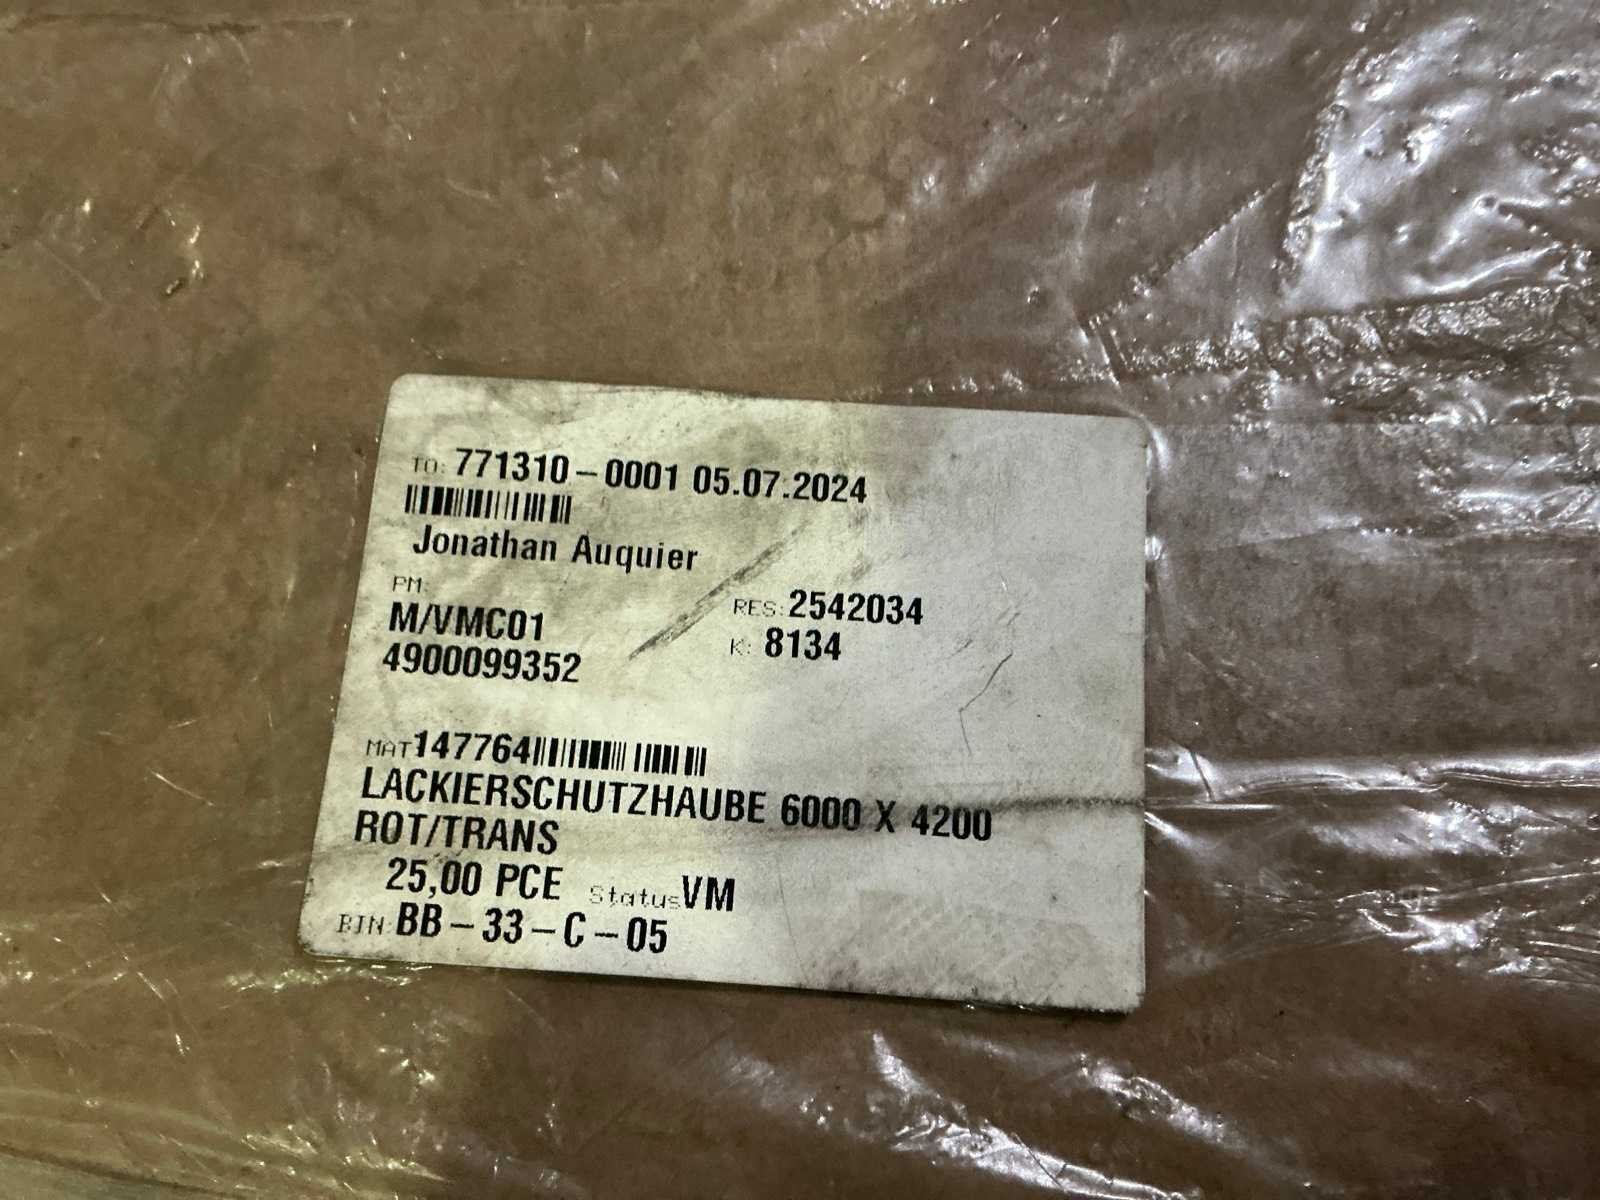 TO: 771310-0001 05.07.2024
Jonathan Auquier
PM:
M/VMC01 RES: 2542034
4900099352 K: 8134
MAT 147764
LACKIERSCHUTZHAUBE 6000 X 4200
ROT/TRANS
25,00 PCE Status VM
BIN: BB-33-C-05